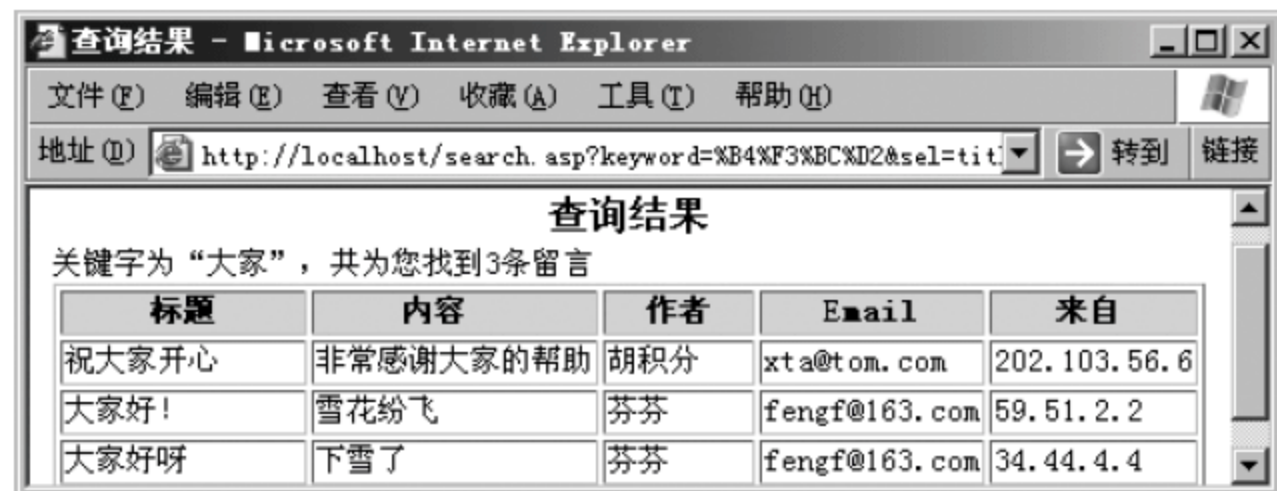 查询结果 - Microsoft Internet Explorer
文件(F) 编辑(E) 查看(V) 收藏(A) 工具(T) 帮助(H)
地址(D) http://localhost/search.asp?keyword=%B4%F3%BC%D2&sel=tit 转到 链接
查询结果
关键字为“大家”，共为您找到3条留言
标题 内容 作者 Email 来自
祝大家开心 非常感谢大家的帮助 胡积分 xta@tom.com 202.103.56.6
大家好! 雪花纷飞 芬芬 fengf@163.com 59.51.2.2
大家好呀 下雪了 芬芬 fengf@163.com 34.44.4.4